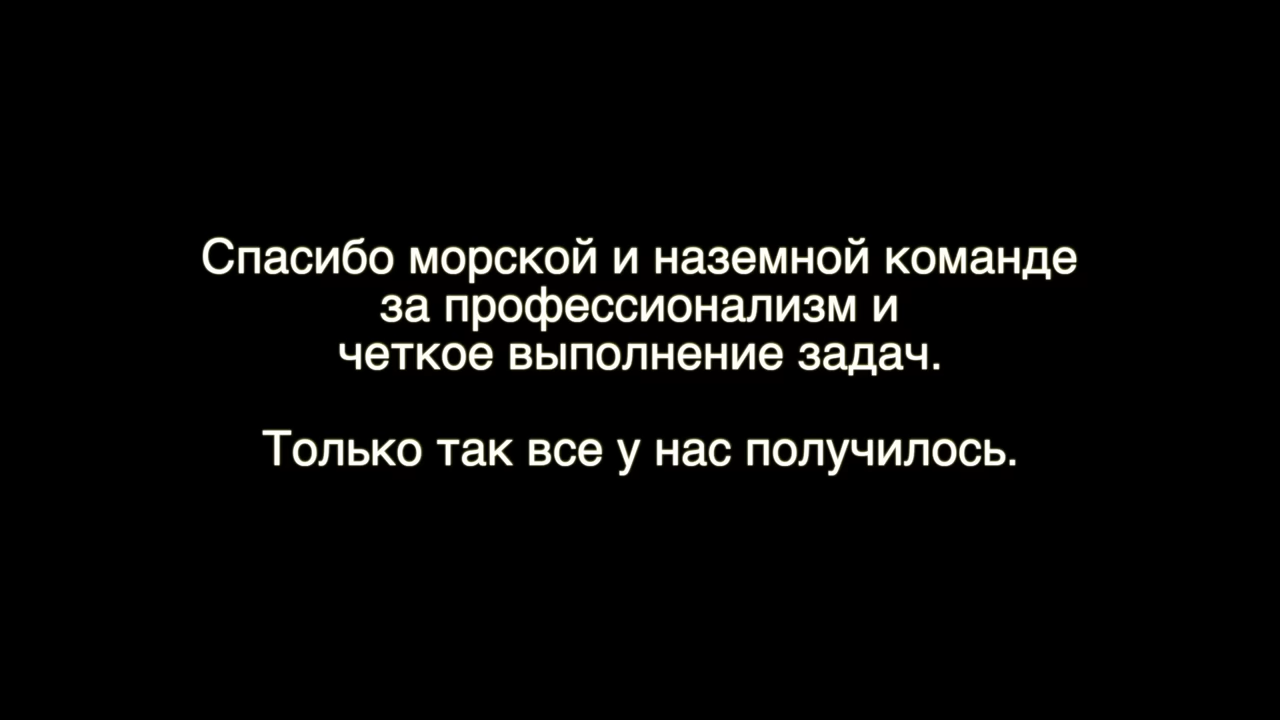 Спасибо морской и наземной команде
за профессионализм и
четкое выполнение задач.
Только так все у нас получилось.